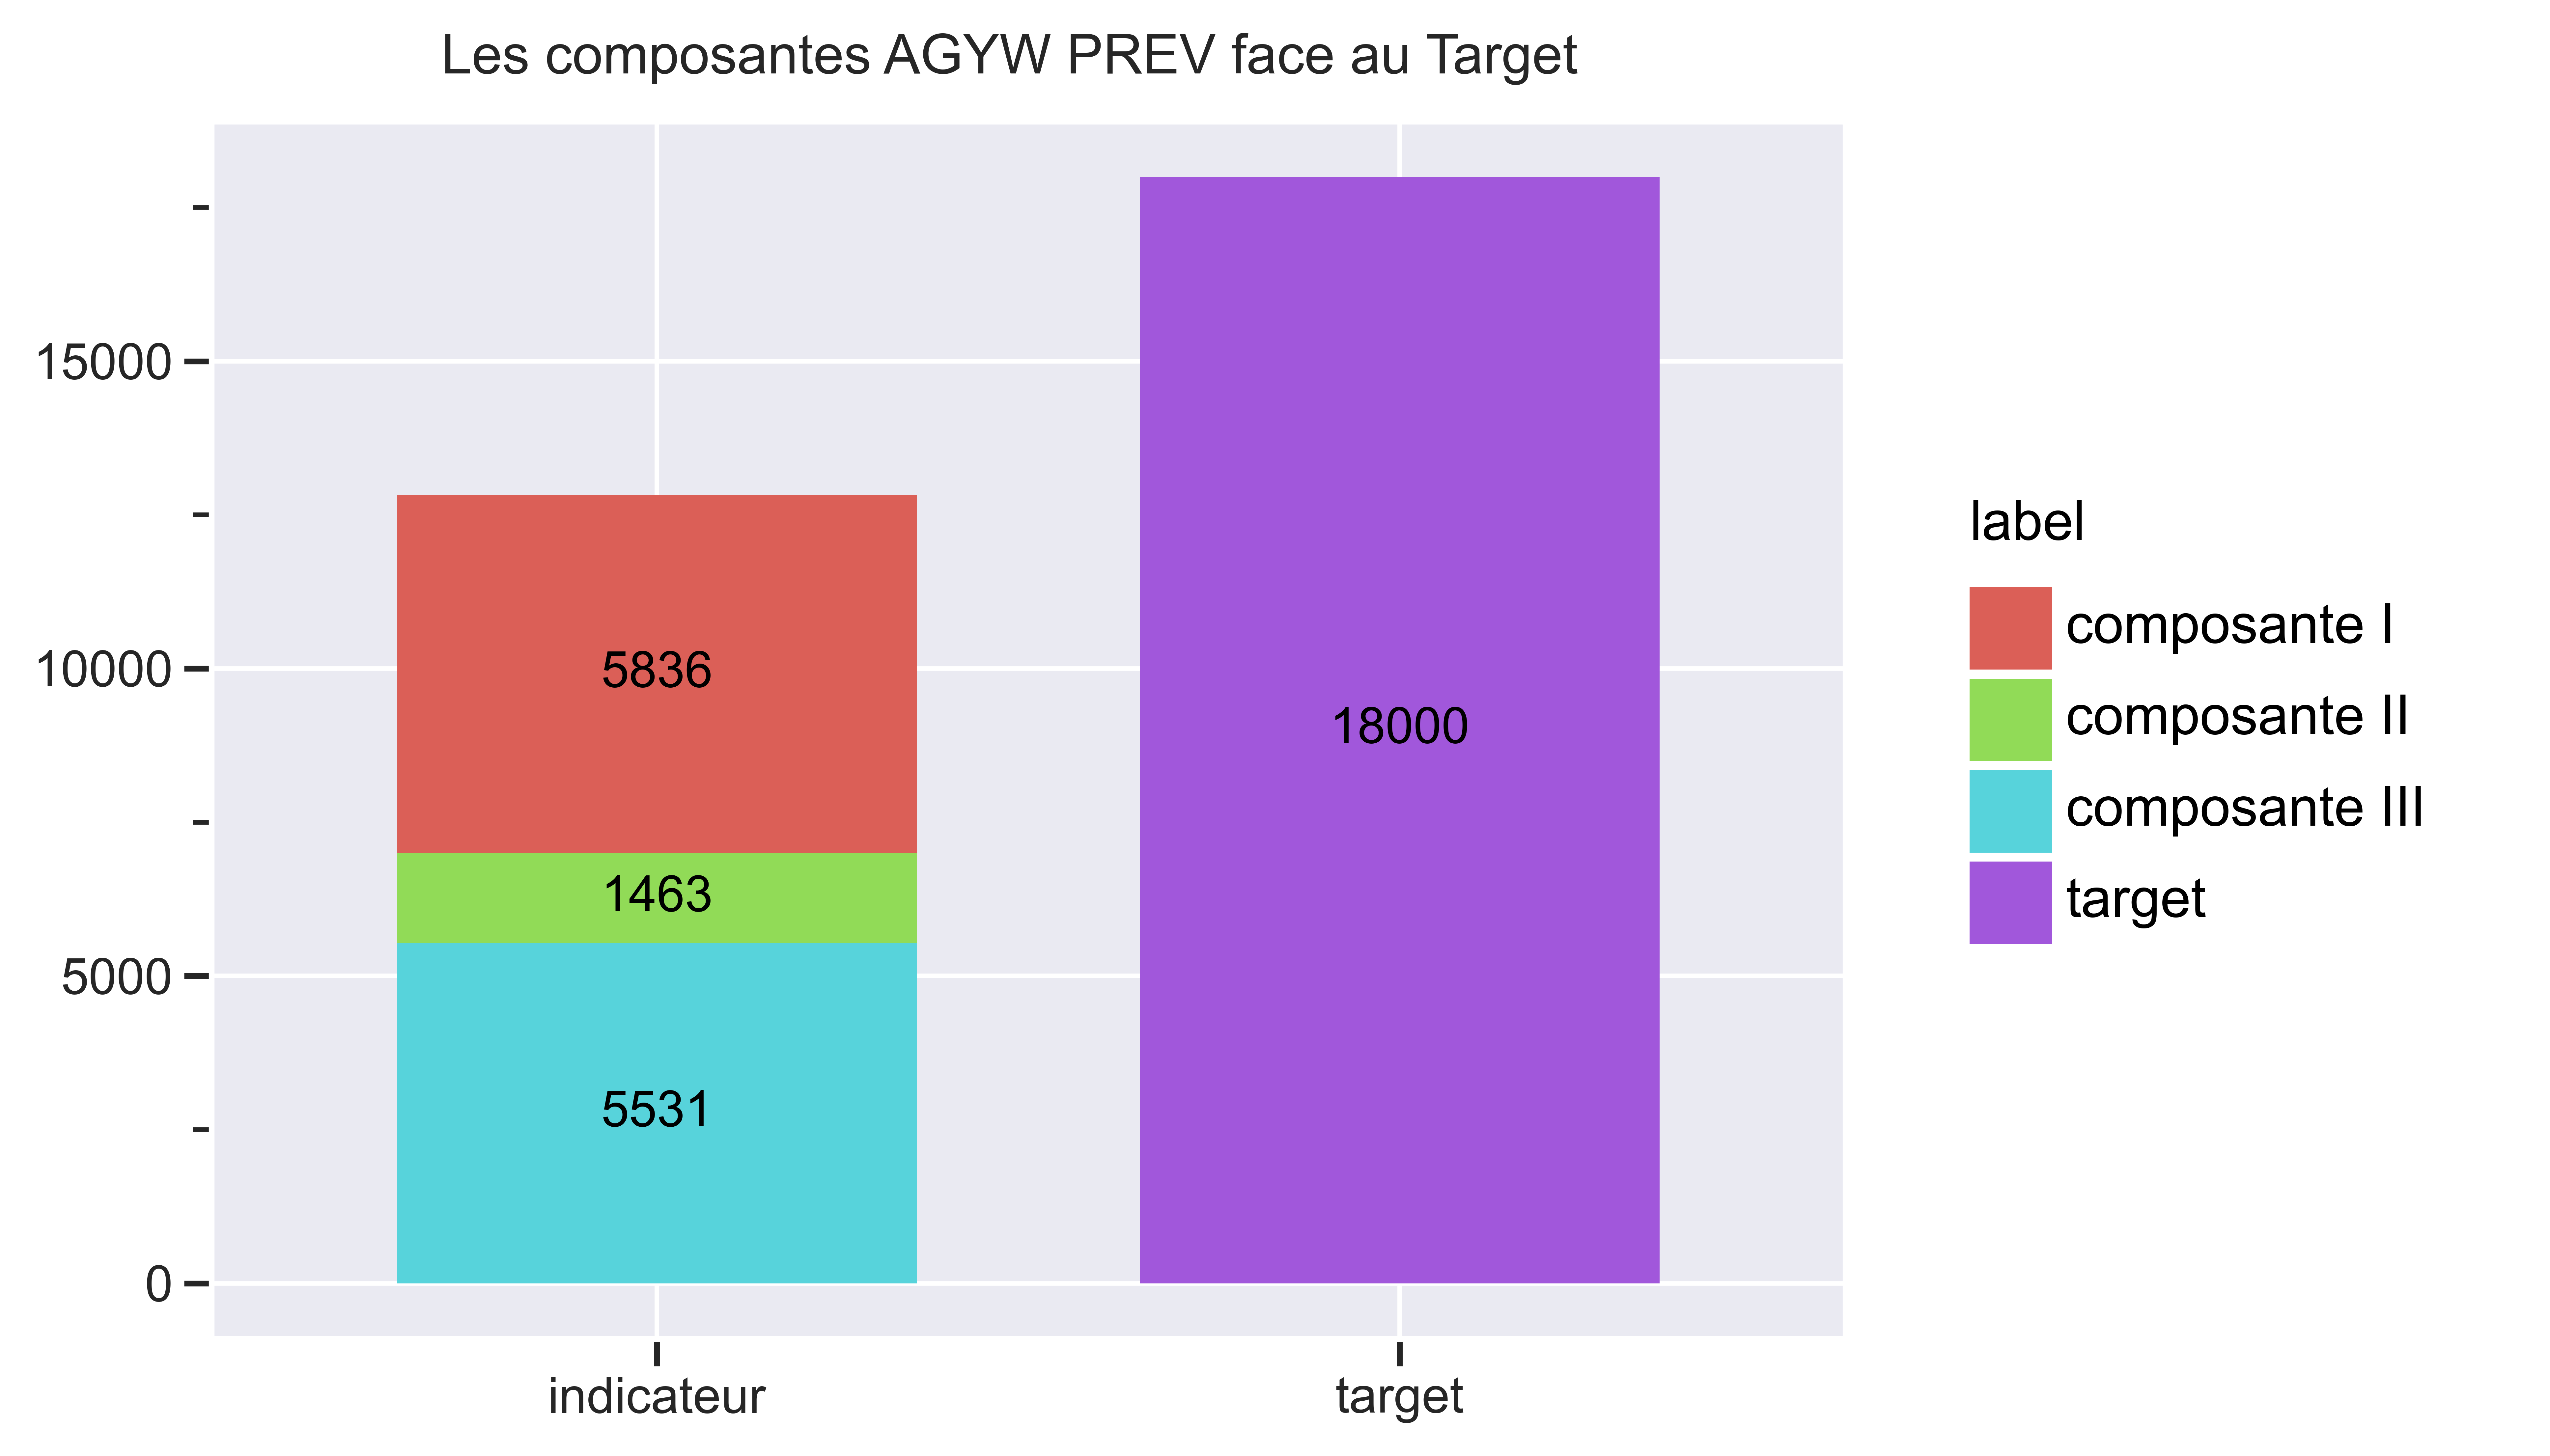 Les composantes AGYW PREV face au Target
15000
10000
5000
0
5836
1463
5531
18000
indicateur
target
label
composante I
composante II
composante III
target